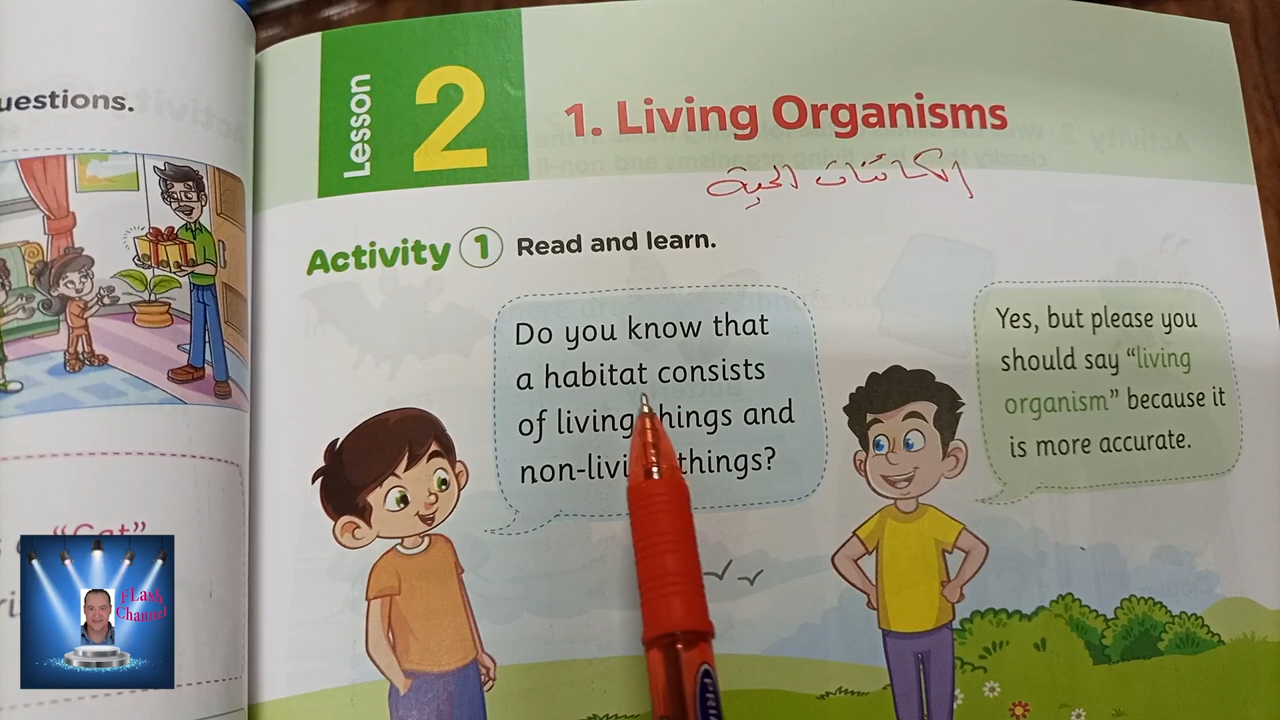 uestions.
"Cat"
FLash
Channel
Lesson
2
1. Living Organisms
الكائنات الحية
Activity 1 Read and learn.
Do you know that
a habitat consists
of living things and
non-livi things?
Yes, but please you
should say “living
organism” because it
is more accurate.